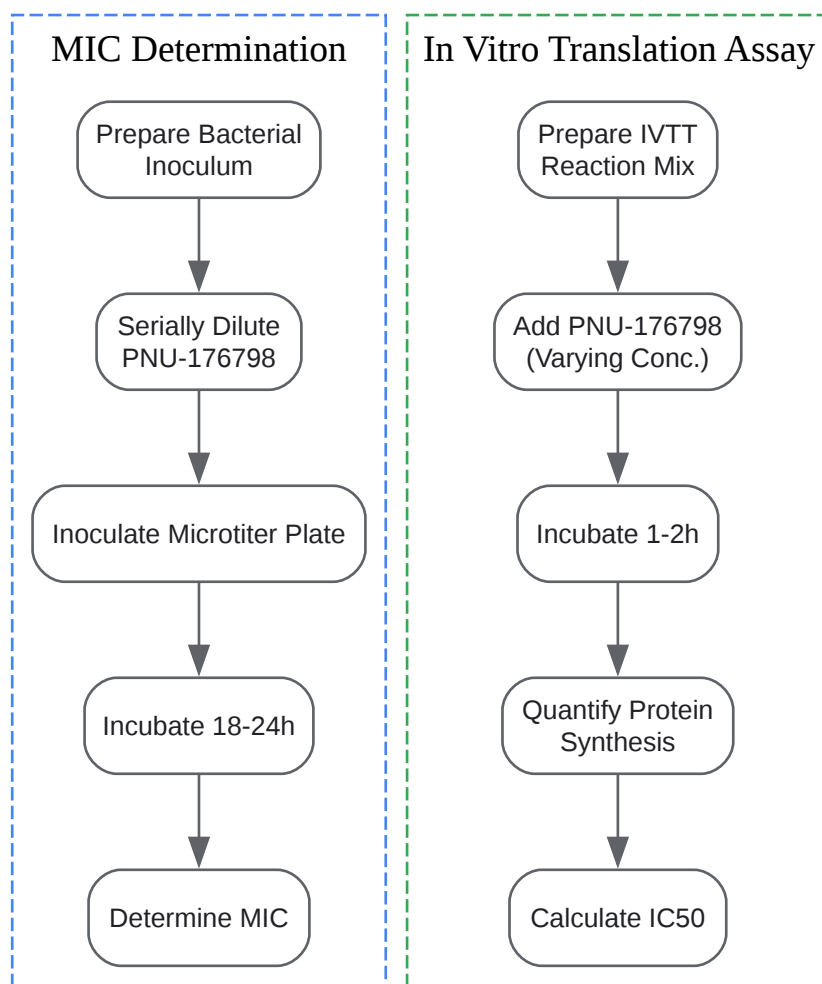 MIC Determination
Prepare Bacterial
Inoculum
Serially Dilute
PNU-176798
Inoculate Microtiter Plate
Incubate 18-24h
Determine MIC
In Vitro Translation Assay
Prepare IVTT
Reaction Mix
Add PNU-176798
(Varying Conc.)
Incubate 1-2h
Quantify Protein
Synthesis
Calculate IC50